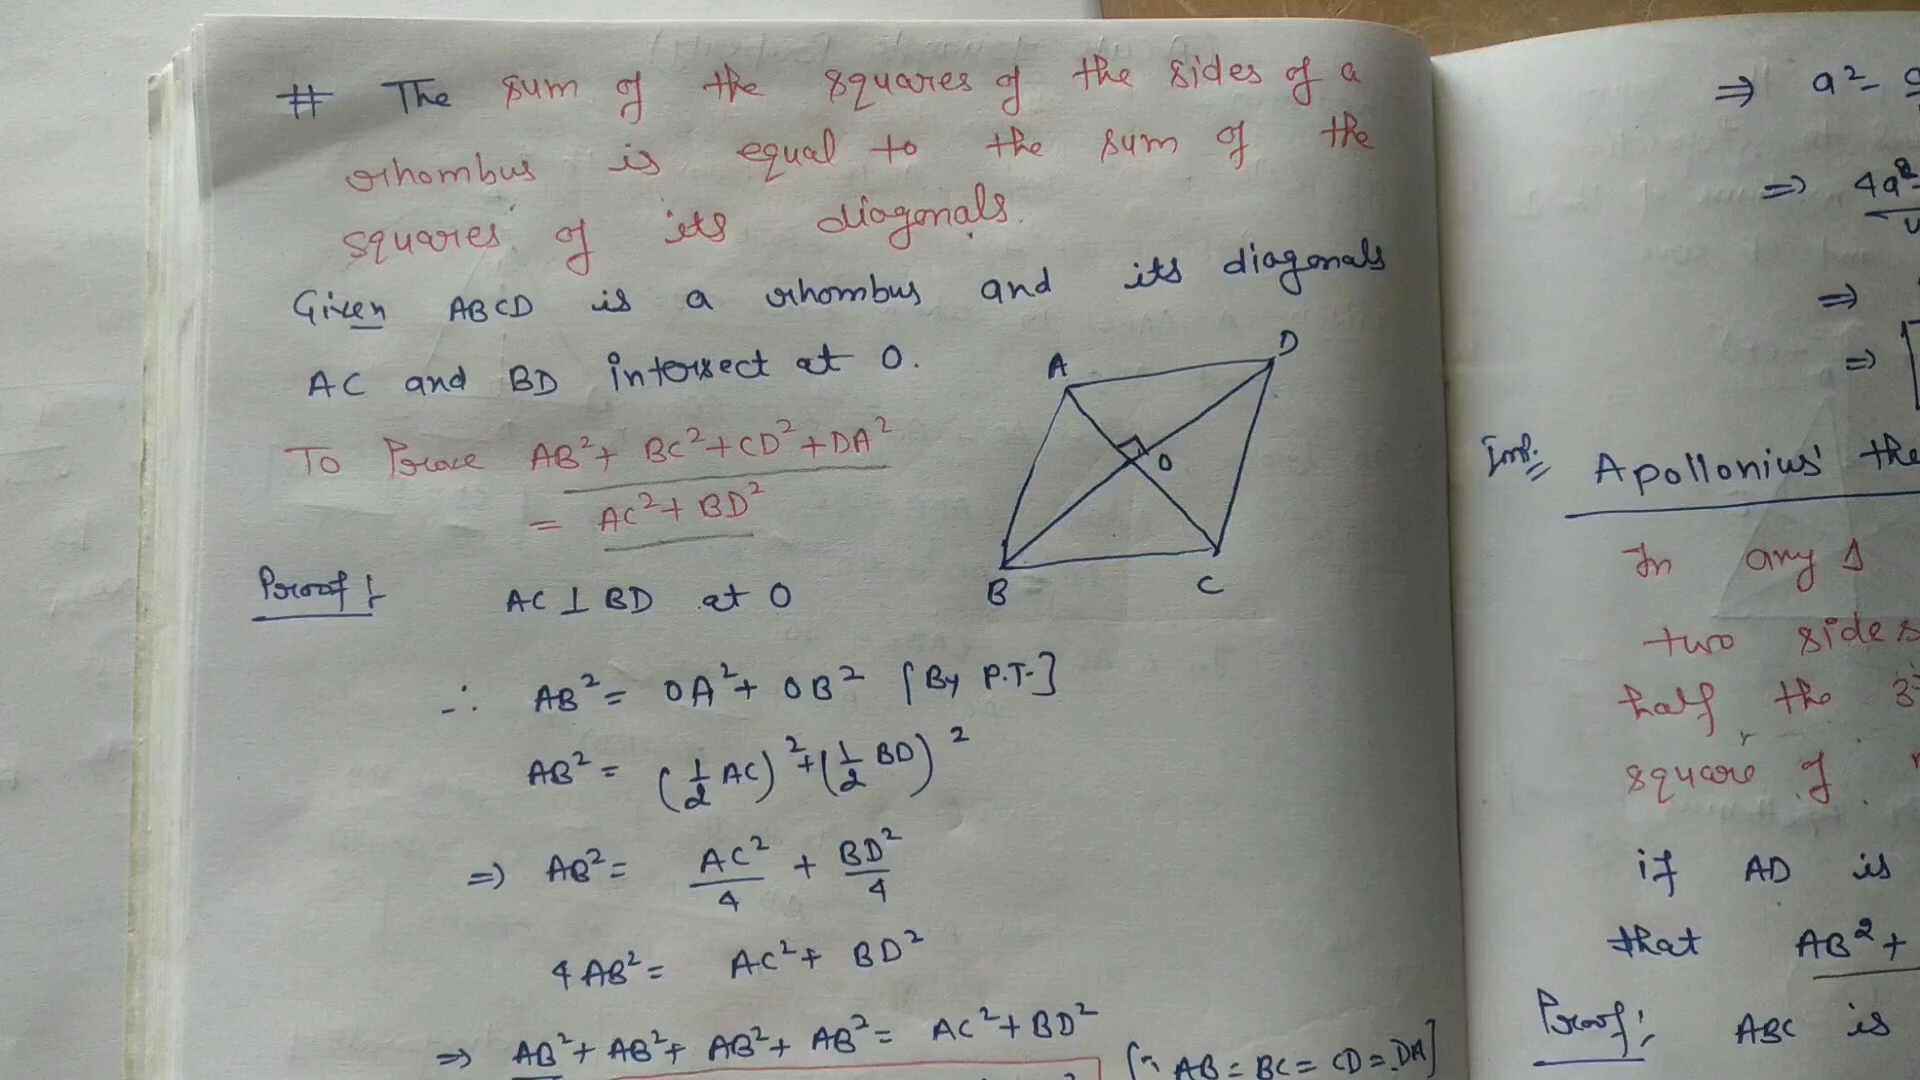 # The sum of the squares of the sides of a
rhombus is equal to the sum of the
squares of its diagonals.
Given ABCD is a rhombus and its diagonals
AC and BD intersect at O.
To Prove AB²+ BC²+CD²+DA²
= AC²+ BD²
A
D
O
B
C
Proof :
AC ⊥ BD at O
∴ AB² = OA²+ OB² [By P.T.]
AB² = (1/2 AC)²+(1/2 BD)²
⇒ AB² = AC²/4 + BD²/4
4AB² = AC²+ BD²
⇒ AB²+ AB²+ AB²+ AB² = AC²+BD²
[∵ AB = BC = CD = DA]
⇒ a² -
⇒ 4a²
⇒
⇒ [
Imp. Apollonius'
In any Δ
two sides
half the
square of
if AD is
that AB²+
Proof : ABC is